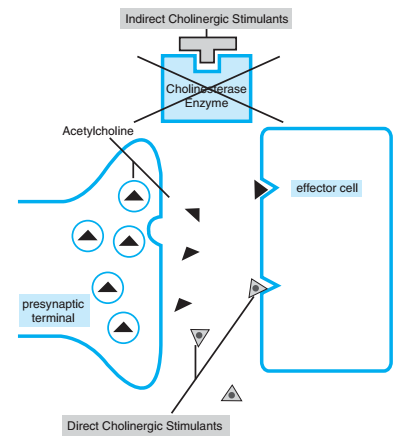 Indirect Cholinergic Stimulants
Cholinesterase
Enzyme
Acetylcholine
effector cell
presynaptic
terminal
Direct Cholinergic Stimulants